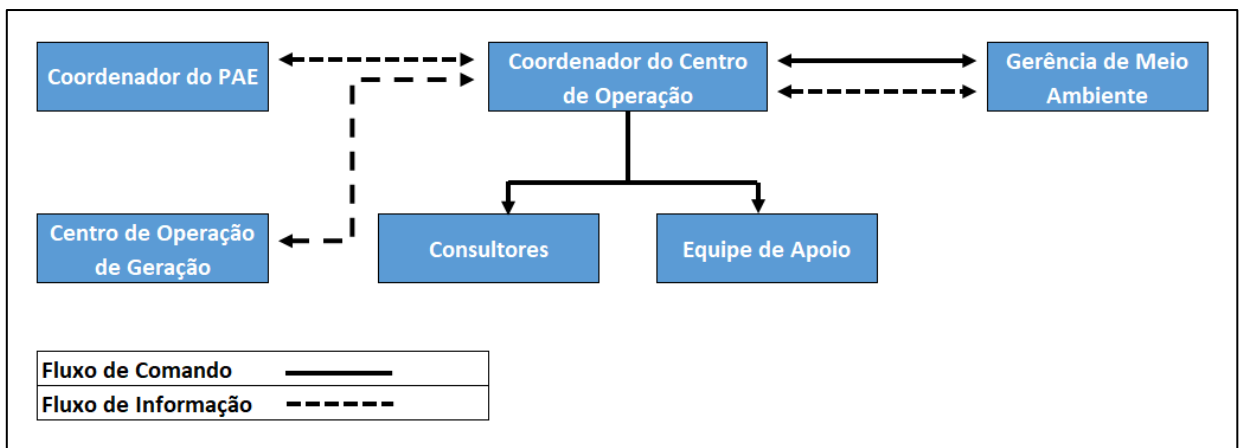 Coordenador do PAE
Coordenador do Centro
de Operação
Gerência de Meio
Ambiente
Centro de Operação
de Geração
Consultores
Equipe de Apoio
Fluxo de Comando
Fluxo de Informação